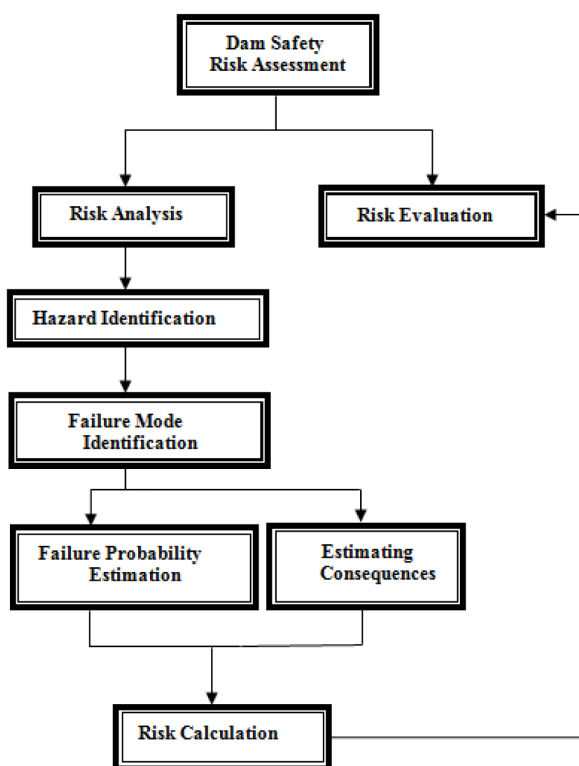 Dam Safety
Risk Assessment
Risk Analysis
Risk Evaluation
Hazard Identification
Failure Mode
Identification
Failure Probability
Estimation
Estimating
Consequences
Risk Calculation